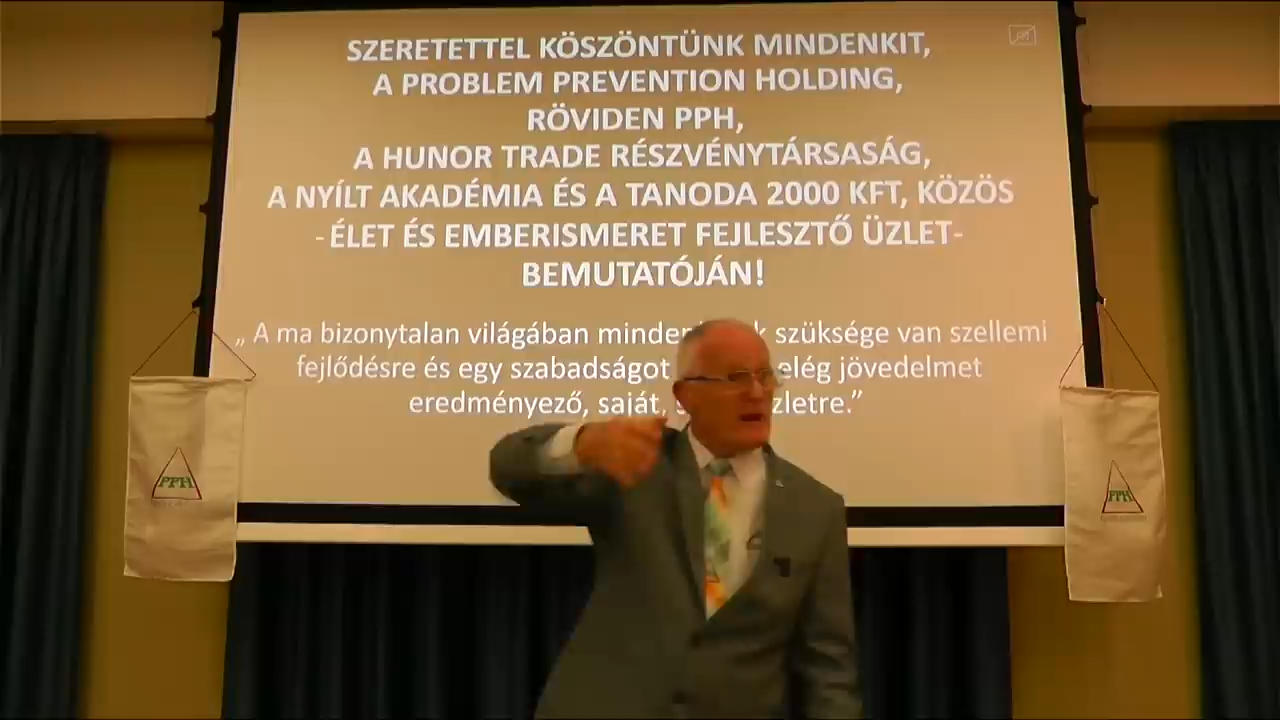 SZERETETTEL KÖSZÖNTÜNK MINDENKIT,
A PROBLEM PREVENTION HOLDING,
RÖVIDEN PPH,
A HUNOR TRADE RÉSZVÉNYTÁRSASÁG,
A NYÍLT AKADÉMIA ÉS A TANODA 2000 KFT, KÖZÖS
-ÉLET ÉS EMBERISMERET FEJLESZTŐ ÜZLET-
BEMUTATÓJÁN!
„ A ma bizonytalan világában szüksége van szellemi
fejlődésre és egy szabadságot jövedelmet
eredményező, saját,
PPH
PPH